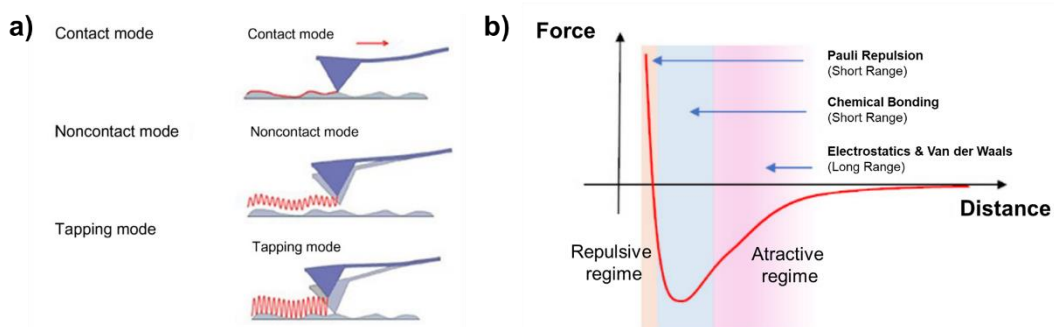 a)
Contact mode
Contact mode
Noncontact mode
Noncontact mode
Tapping mode
Tapping mode
b)
Force
Pauli Repulsion
(Short Range)
Chemical Bonding
(Short Range)
Electrostatics & Van der Waals
(Long Range)
Distance
Repulsive
regime
Atractive
regime